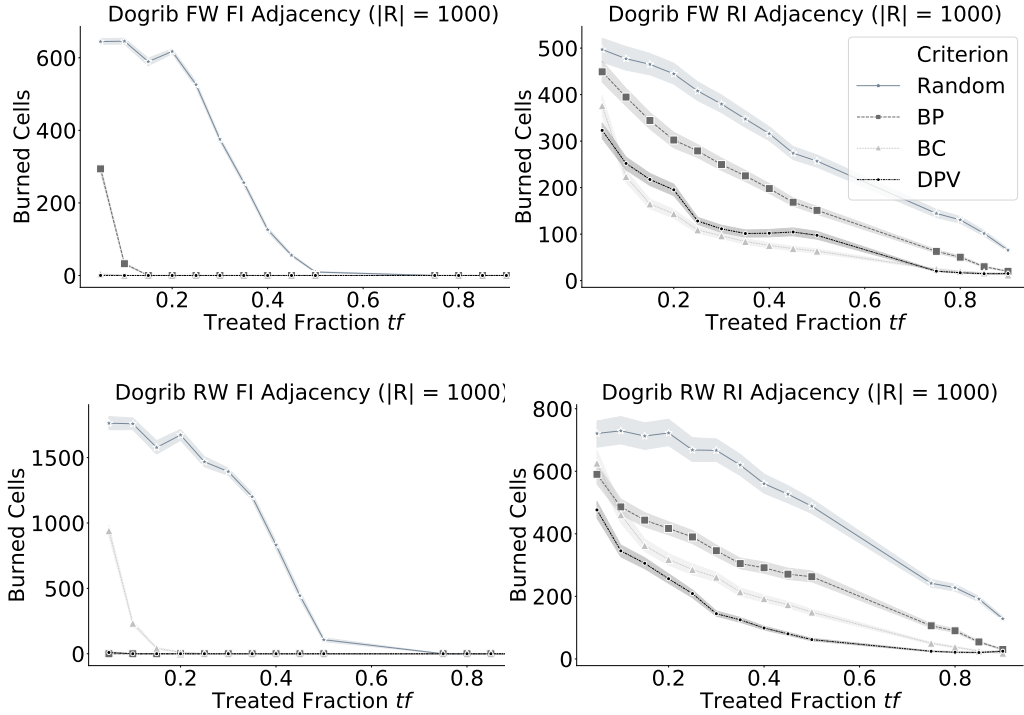 Dogrib FW FI Adjacency (|R| = 1000)
Burned Cells
600
400
200
0
0.2 0.4 0.6 0.8
Treated Fraction tf
Dogrib FW RI Adjacency (|R| = 1000)
Burned Cells
500
400
300
200
100
0
Criterion
Random
BP
BC
DPV
0.2 0.4 0.6 0.8
Treated Fraction tf
Dogrib RW FI Adjacency (|R| = 1000)
Burned Cells
1500
1000
500
0
0.2 0.4 0.6 0.8
Treated Fraction tf
Dogrib RW RI Adjacency (|R| = 1000)
Burned Cells
800
600
400
200
0
0.2 0.4 0.6 0.8
Treated Fraction tf